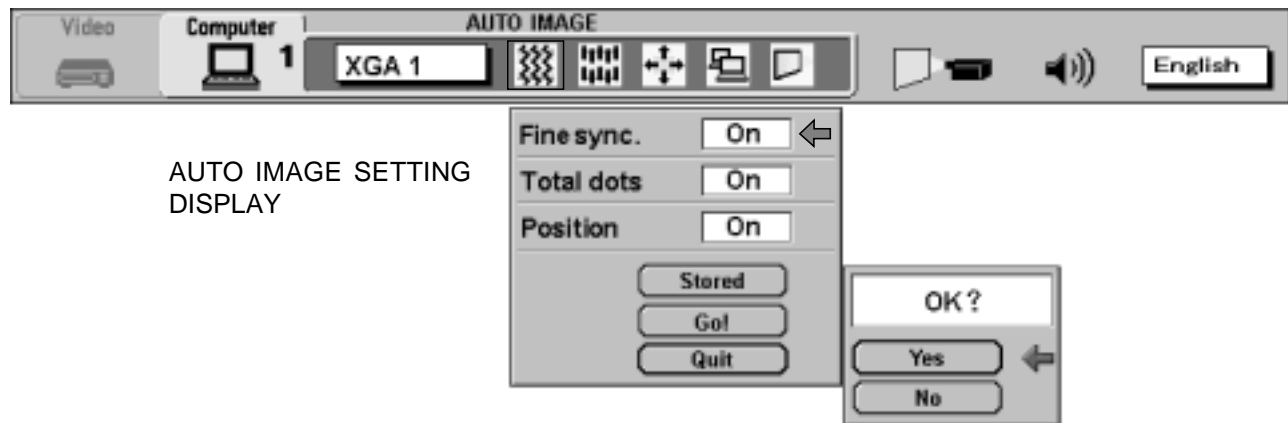 Video
Computer 1
AUTO IMAGE
XGA 1
English
AUTO IMAGE SETTING
DISPLAY
Fine sync. On
Total dots On
Position On
Stored
Go!
Quit
OK?
Yes
No